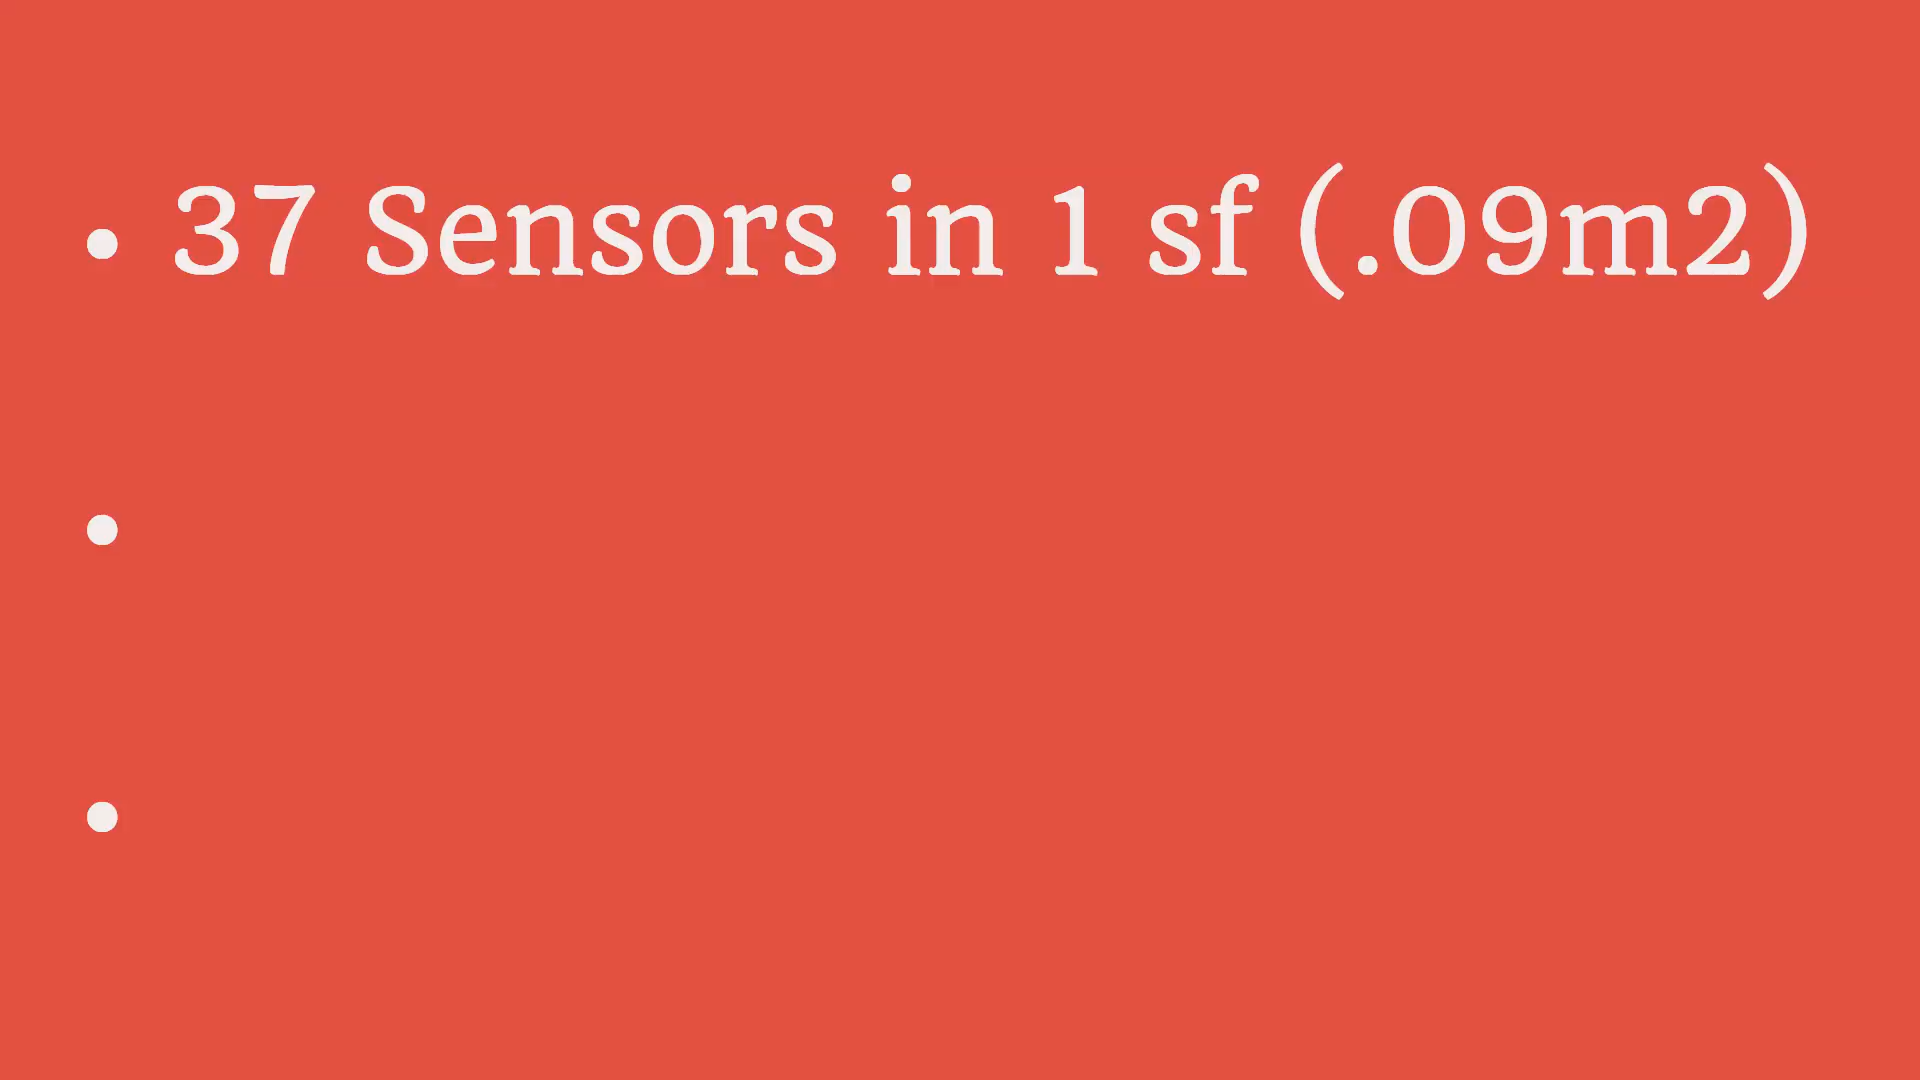 • 37 Sensors in 1 sf (.09m2)
•
•